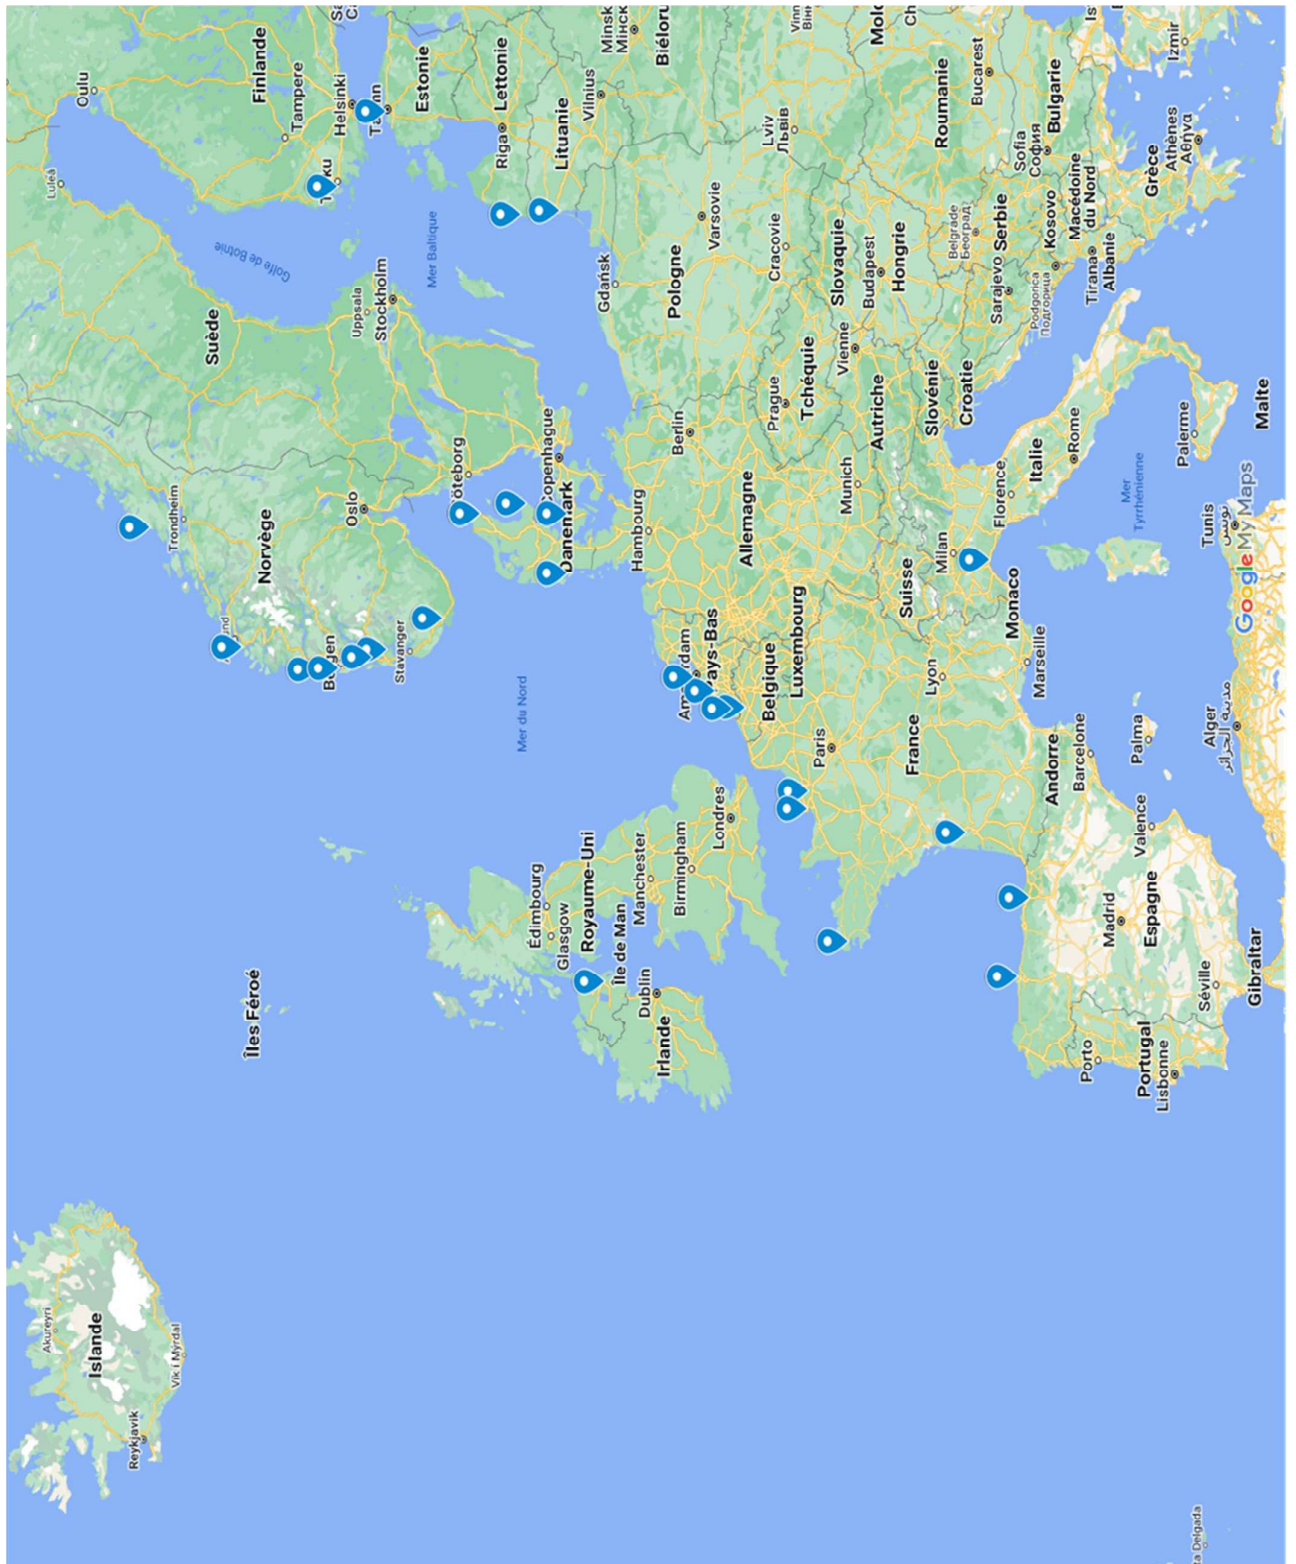 Akureyri
Islande
Reykjavik
Vík í Mýrdal
Îles Féroé
Oulu
Luleå
Finlande
Tampere
Helsinki
Golfe de Botnie
Suède
Trondheim
Norvège
Oslo
Uppsala
Stockholm
Mer Baltique
Estonie
Lettonie
Riga
Lituanie
Vilnius
Minsk
Stavanger
Mer du Nord
Édimbourg
Glasgow
Royaume-Uni
Île de Man
Dublin
Irlande
Manchester
Birmingham
Londres
Hambourg
Berlin
Gdańsk
Pologne
Varsovie
Pays-Bas
Belgique
Luxembourg
Allemagne
Prague
Tchéquie
Cracovie
Lviv
Львів
Paris
France
Lyon
Suisse
Munich
Autriche
Vienne
Slovaquie
Budapest
Hongrie
Slovénie
Croatie
Milan
Monaco
Marseille
Florence
Italie
Rome
Belgrade
Београд
Serbie
Sarajevo
Roumanie
Bucarest
Bulgarie
Sofia
София
Kosovo
Podgorica
Подгорица
Macédoine
du Nord
Tirana
Albanie
Grèce
Athènes
Αθήνα
Izmir
Andorre
Barcelone
Palma
Valence
Madrid
Espagne
Séville
Gibraltar
Porto
Portugal
Lisbonne
Mer
Tyrrhénienne
Palerme
Malte
Tunis
تونس
Alger
مدينة الجزائر
Google My Maps